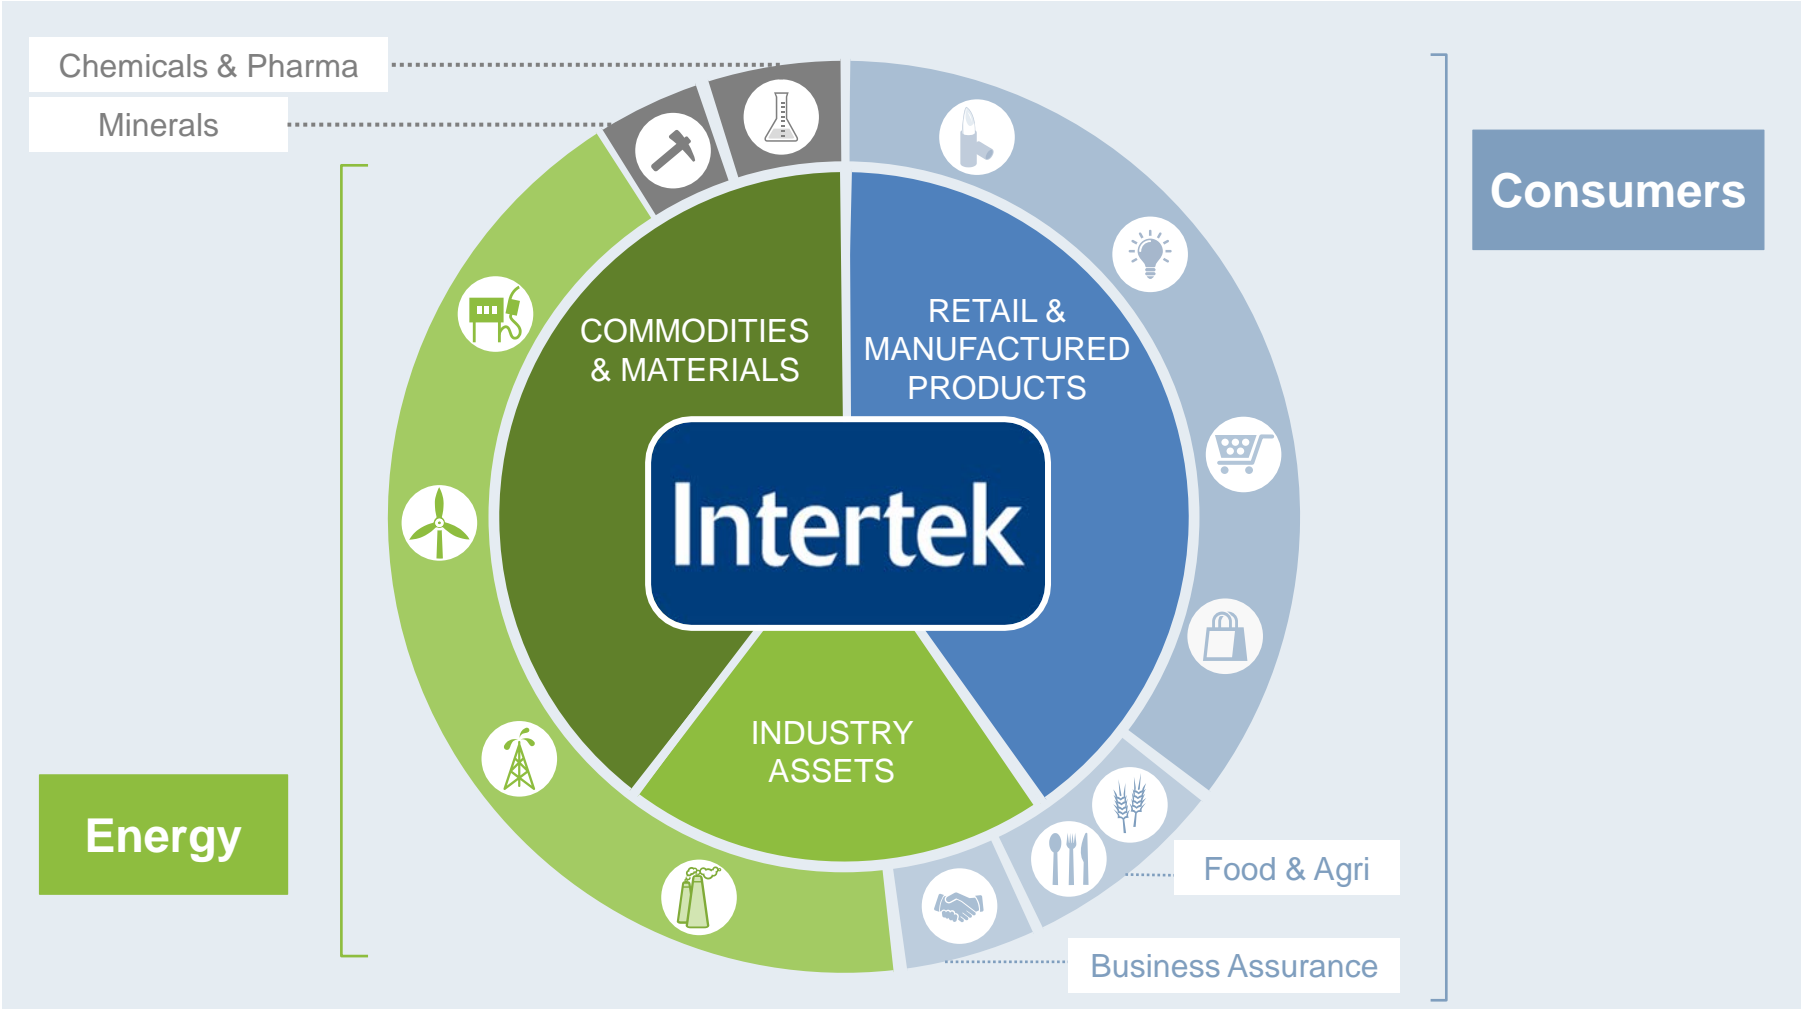 Chemicals & Pharma
Minerals
Consumers
COMMODITIES
& MATERIALS
RETAIL &
MANUFACTURED
PRODUCTS
Intertek
INDUSTRY
ASSETS
Energy
Food & Agri
Business Assurance